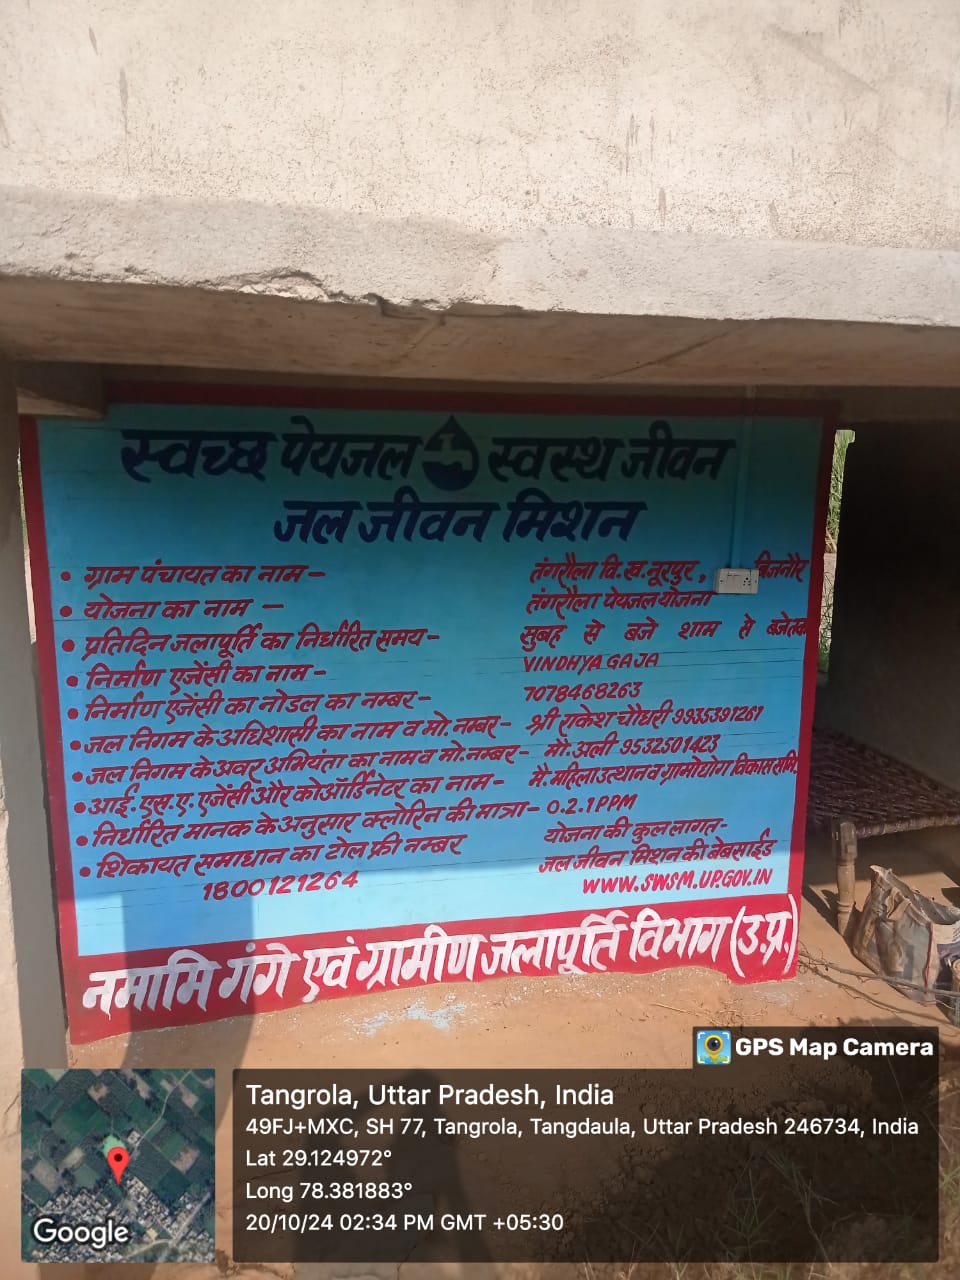 स्वच्छ पेयजल स्वस्थ जीवन
जल जीवन मिशन
• ग्राम पंचायत का नाम – तंगरौला वि.ख. नूरपुर, बिजनौर
• योजना का नाम – तंगरौला पेयजल योजना
• प्रतिदिन जलापूर्ति का निर्धारित समय – सुबह से बजे शाम से बजे तक
• निर्माण एजेंसी का नाम – VINDHYA GAJA
• निर्माण एजेंसी का नोडल का नम्बर – 7078468263
• जल निगम के अधिशासी का नाम व मो. नम्बर – श्री राकेश चौधरी 9935391261
• जल निगम के अवर अभियंता का नाम व मो. नम्बर – मो. अली 9532501423
• आई.एस.ए. एजेंसी और कोऑर्डिनेटर का नाम – मै. महिला उत्थान व ग्रामोद्योग विकास समि.
• निर्धारित मानक के अनुसार क्लोरिन की मात्रा – 0.2.1PPM
• शिकायत समाधान का टोल फ्री नम्बर
1800121264
योजना की कुल लागत-
जल जीवन मिशन की बेबसाईड
WWW.SWSM.UP.GOV.IN
नमामि गंगे एवं ग्रामीण जलापूर्ति विभाग (उ.प्र.)
GPS Map Camera
Tangrola, Uttar Pradesh, India
49FJ+MXC, SH 77, Tangrola, Tangdaula, Uttar Pradesh 246734, India
Lat 29.124972°
Long 78.381883°
20/10/24 02:34 PM GMT +05:30
Google